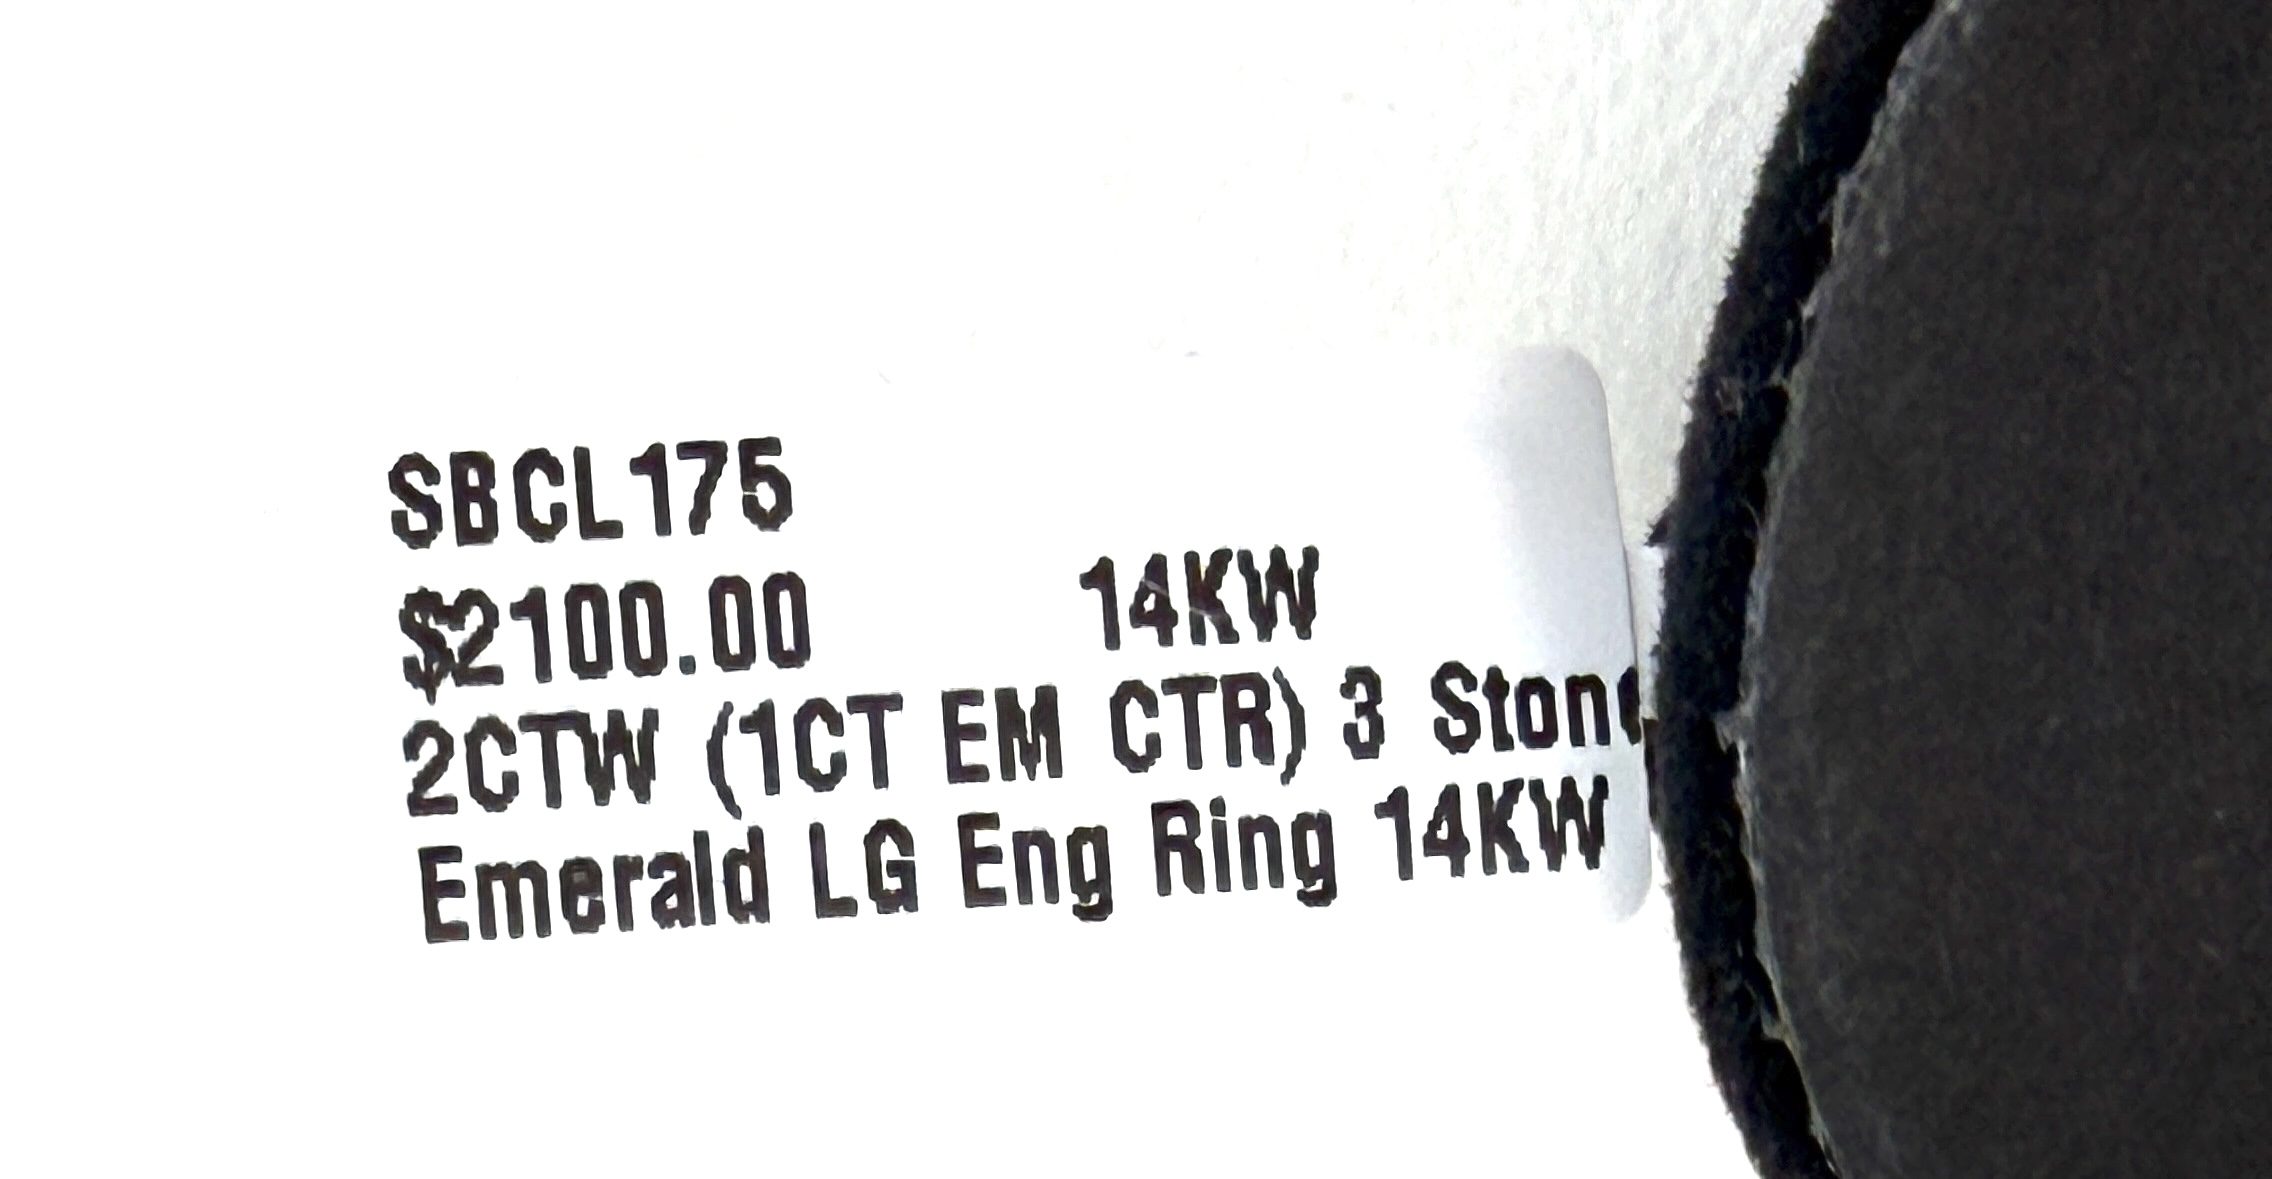 SBCL175
$2100.00 14KW
2CTW (1CT EM CTR) 3 Stone
Emerald LG Eng Ring 14KW